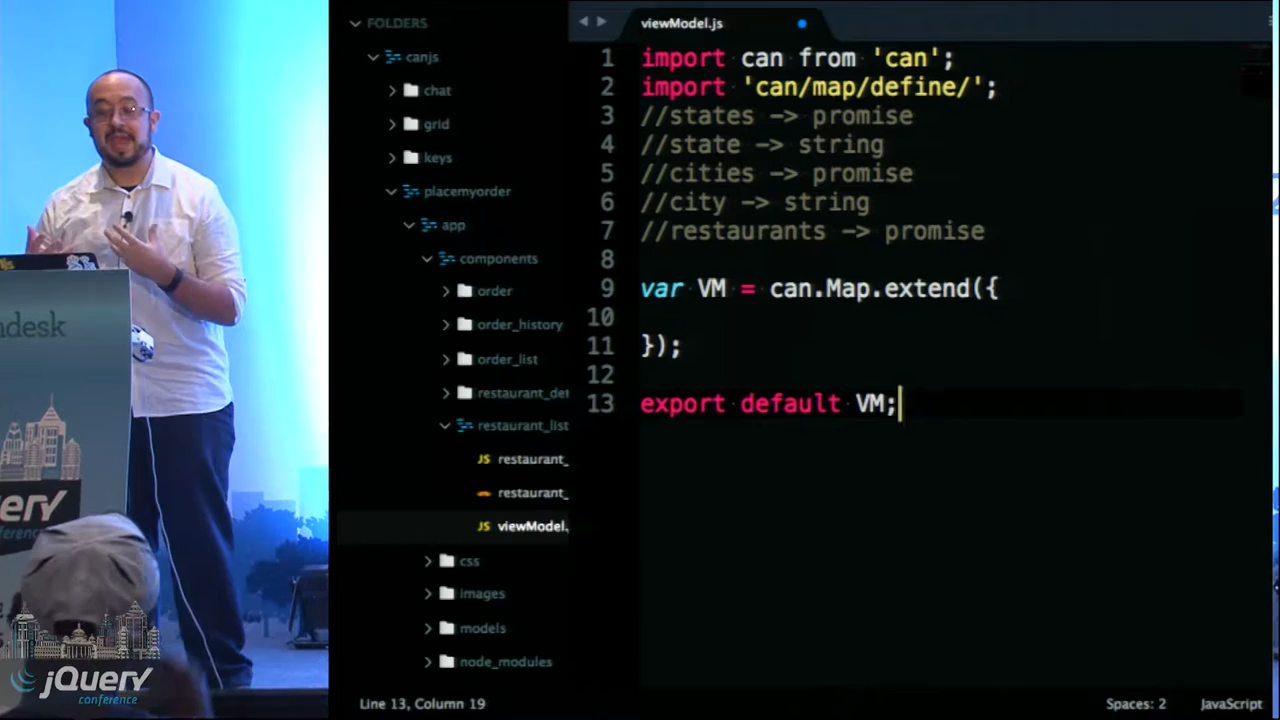 FOLDERS
canjs
chat
grid
keys
placemyorder
app
components
order
order_history
order_list
restaurant_det
restaurant_list
restaurant_
restaurant_
viewModel.
css
images
models
node_modules
viewModel.js
1 import can from 'can';
2 import 'can/map/define/';
3 //states -> promise
4 //state -> string
5 //cities -> promise
6 //city -> string
7 //restaurants -> promise
8
9 var VM = can.Map.extend({
10
11 });
12
13 export default VM;
Line 13, Column 19
Spaces: 2
JavaScript
ndesk
uery
conference
jQuery
conference